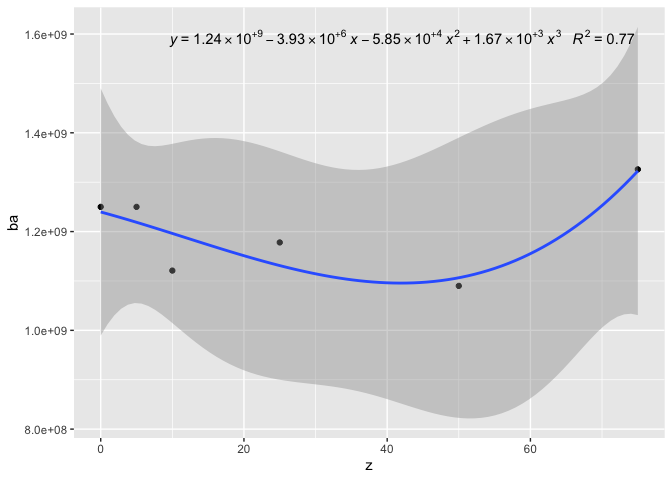 y = 1.24 × 10⁺⁹ − 3.93 × 10⁺⁶ x − 5.85 × 10⁺⁴ x² + 1.67 × 10⁺³ x³   R² = 0.77
1.6e+09
1.4e+09
1.2e+09
1.0e+09
8.0e+08
ba
0 20 40 60
z